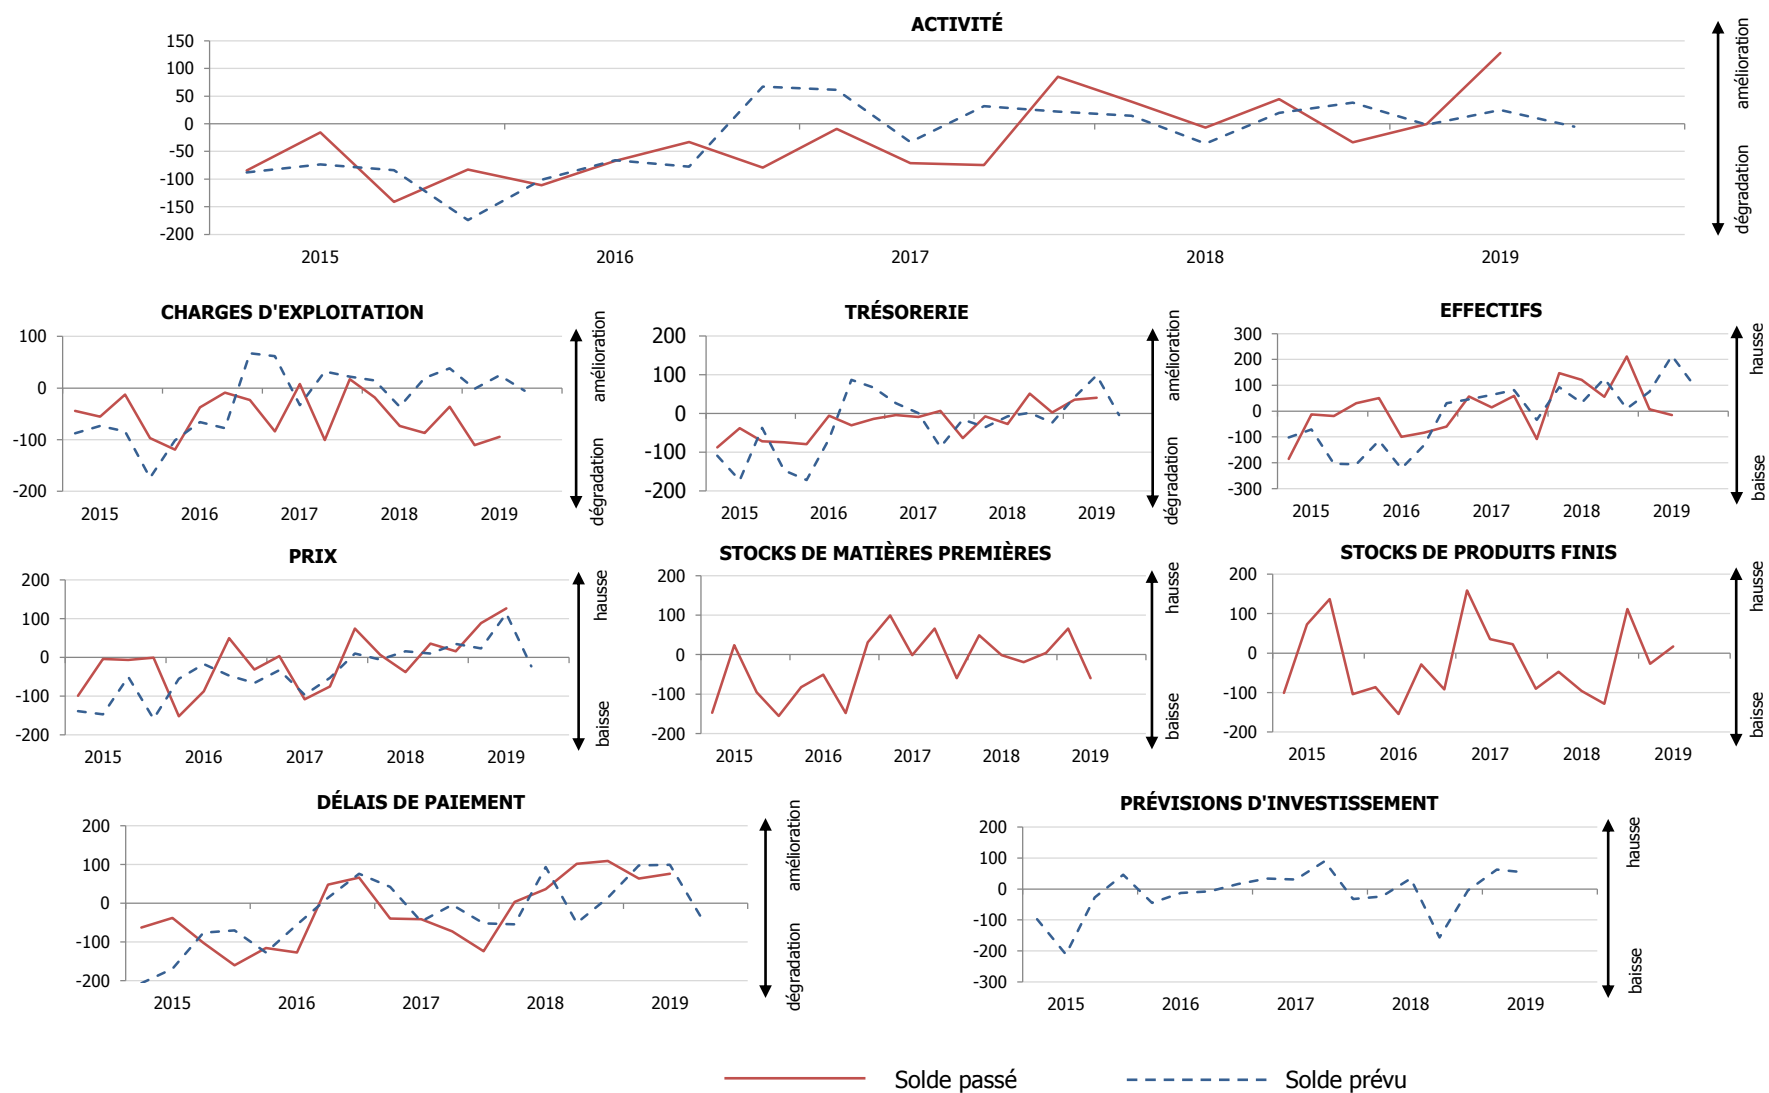 ACTIVITÉ
150
100
50
0
-50
-100
-150
-200
2015 2016 2017 2018 2019
amélioration
dégradation
CHARGES D'EXPLOITATION
100
0
-100
-200
2015 2016 2017 2018 2019
amélioration
dégradation
TRÉSORERIE
200
100
0
-100
-200
2015 2016 2017 2018 2019
amélioration
dégradation
EFFECTIFS
300
200
100
0
-100
-200
-300
2015 2016 2017 2018 2019
hausse
baisse
PRIX
200
100
0
-100
-200
2015 2016 2017 2018 2019
hausse
baisse
STOCKS DE MATIÈRES PREMIÈRES
200
100
0
-100
-200
2015 2016 2017 2018 2019
hausse
baisse
STOCKS DE PRODUITS FINIS
200
100
0
-100
-200
2015 2016 2017 2018 2019
hausse
baisse
DÉLAIS DE PAIEMENT
200
100
0
-100
-200
2015 2016 2017 2018 2019
amélioration
dégradation
PRÉVISIONS D'INVESTISSEMENT
200
100
0
-100
-200
-300
2015 2016 2017 2018 2019
hausse
baisse
Solde passé
Solde prévu